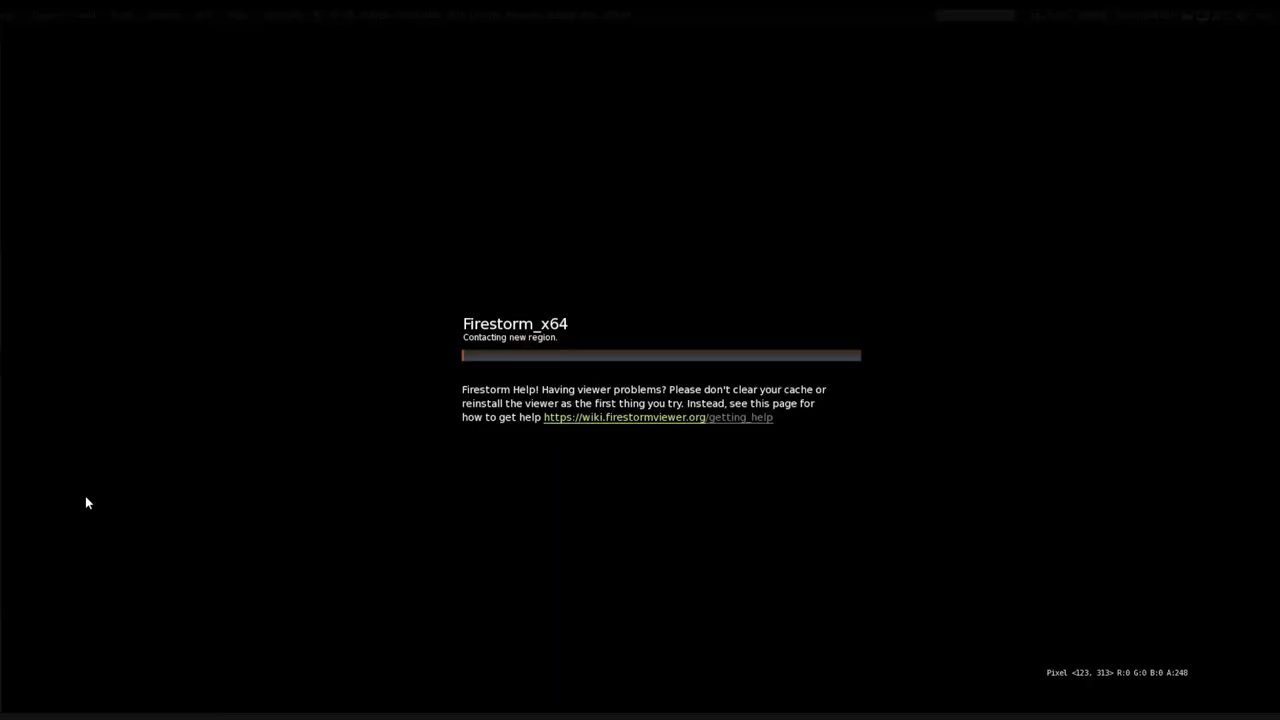 Firestorm_x64
Contacting new region.
Firestorm Help! Having viewer problems? Please don't clear your cache or
reinstall the viewer as the first thing you try. Instead, see this page for
how to get help https://wiki.firestormviewer.org/getting_help
Pixel <123, 313> R:0 G:0 B:0 A:248